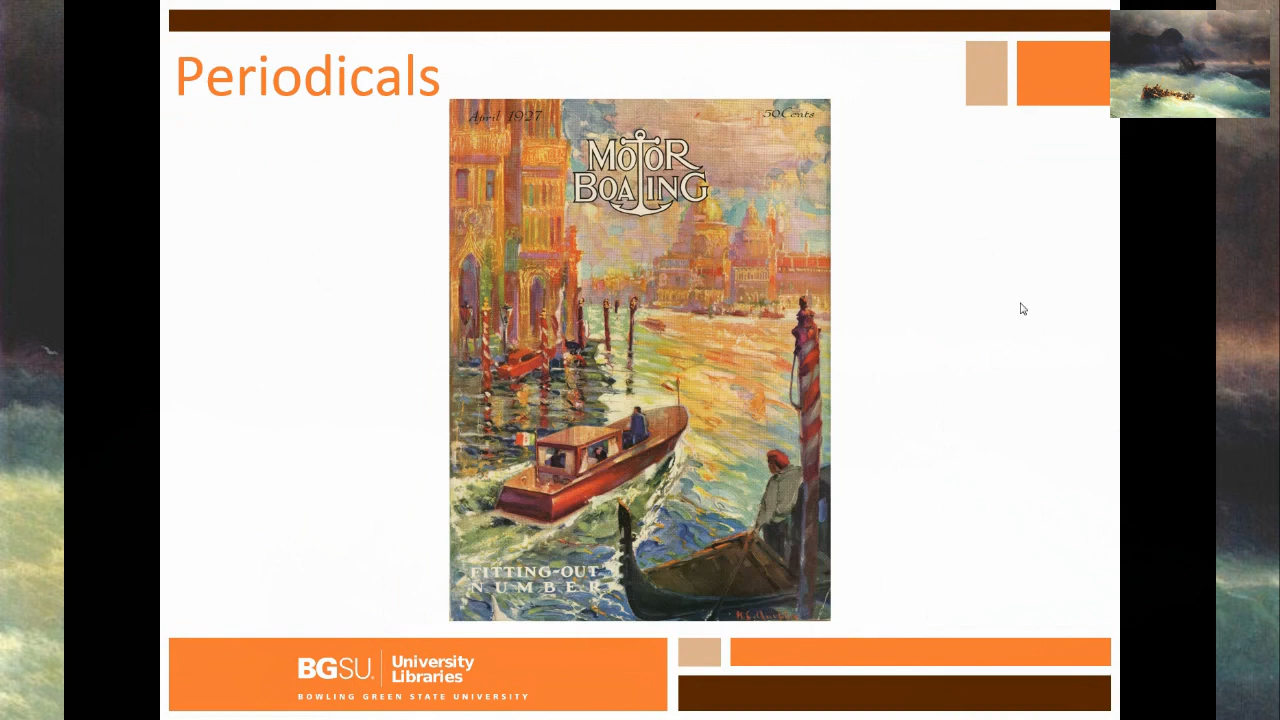 Periodicals
April 1927
50 Cents
MOTOR
BOATING
FITTING-OUT
NUMBER
BGSU
University
Libraries
BOWLING GREEN STATE UNIVERSITY